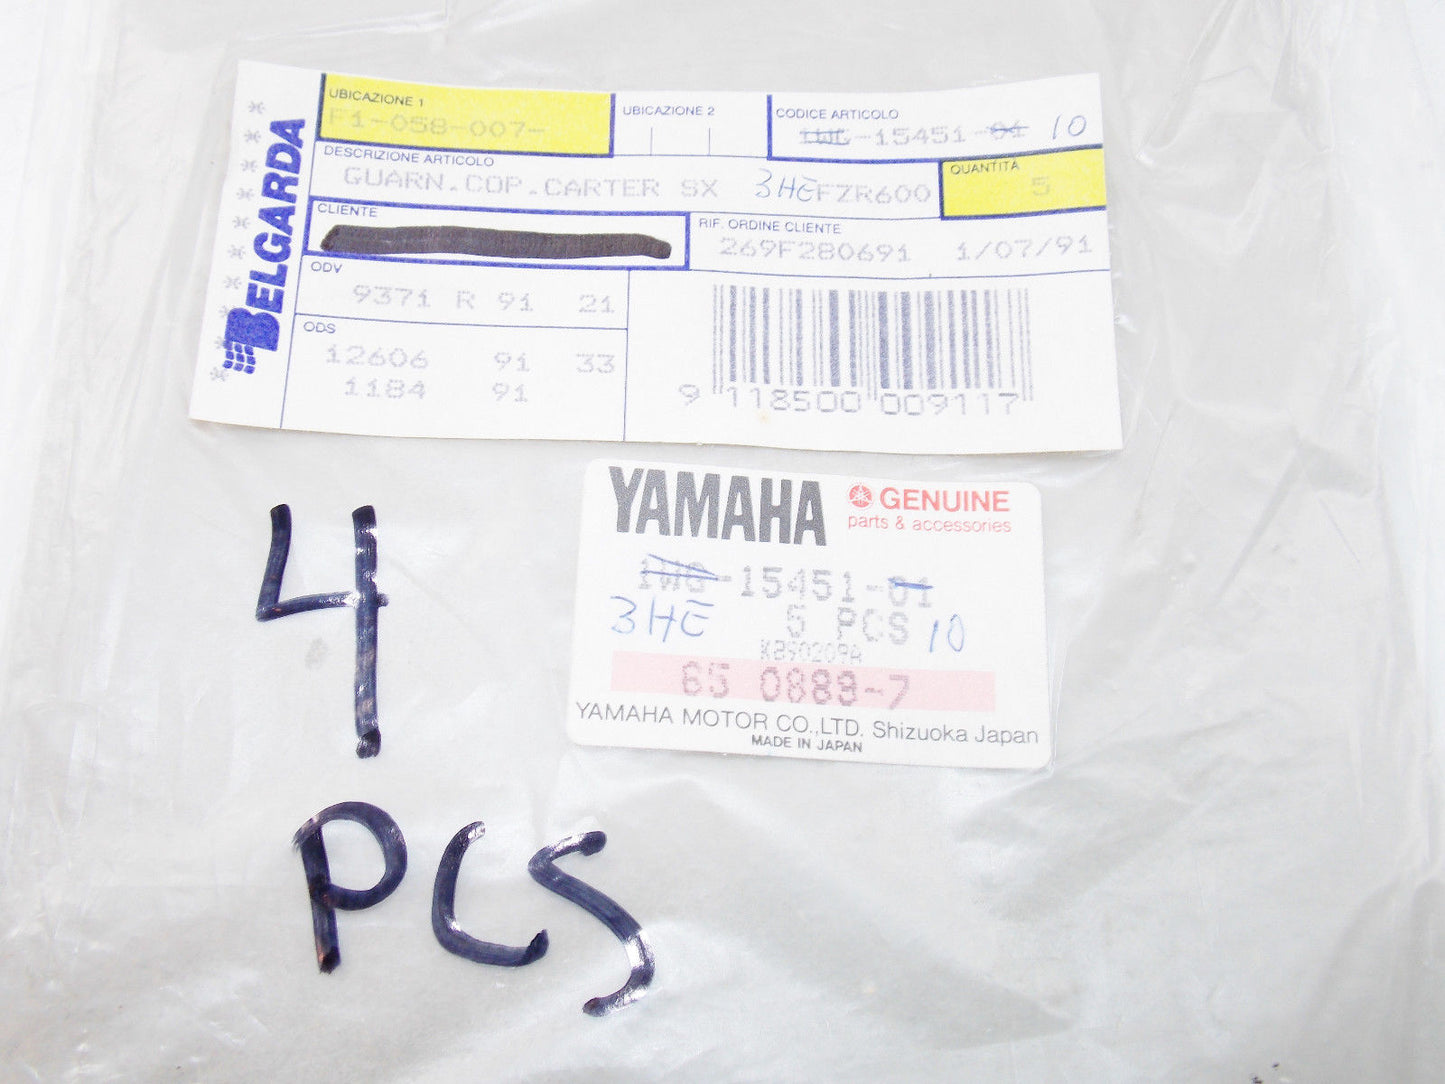 BELGARDA
UBICAZIONE 1
F1-058-007-
UBICAZIONE 2
CODICE ARTICOLO
1WG-15451-01 10
DESCRIZIONE ARTICOLO
GUARN.COP.CARTER SX 3HE FZR600
QUANTITÀ
5
CLIENTE
RIF. ORDINE CLIENTE
269F280691 1/07/91
ODV
9371 R 91 21
ODS
12606 91 33
1184 91
9 118500 009117
YAMAHA
GENUINE
parts & accessories
1WG-15451-01
3HE 5 PCS 10
KB90209A
65 0883-7
YAMAHA MOTOR CO.,LTD. Shizuoka Japan
MADE IN JAPAN
4
PCS